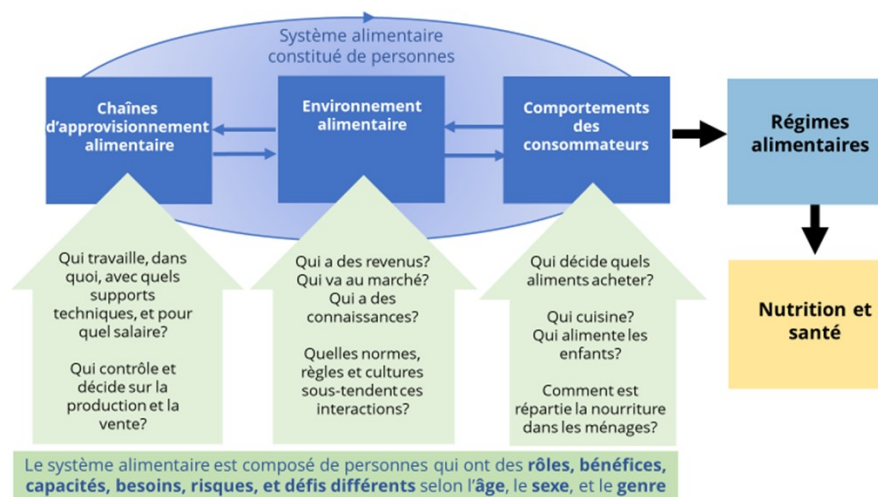 Système alimentaire
constitué de personnes
Chaînes
d'approvisionnement
alimentaire
Environnement
alimentaire
Comportements
des
consommateurs
Régimes
alimentaires
Nutrition et
santé
Qui travaille, dans
quoi, avec quels
supports
techniques, et pour
quel salaire?
Qui contrôle et
décide sur la
production et la
vente?
Qui a des revenus?
Qui va au marché?
Qui a des
connaissances?
Quelles normes,
règles et cultures
sous-tendent ces
interactions?
Qui décide quels
aliments acheter?
Qui cuisine?
Qui alimente les
enfants?
Comment est
répartie la nourriture
dans les ménages?
Le système alimentaire est composé de personnes qui ont des rôles, bénéfices,
capacités, besoins, risques, et défis différents selon l'âge, le sexe, et le genre